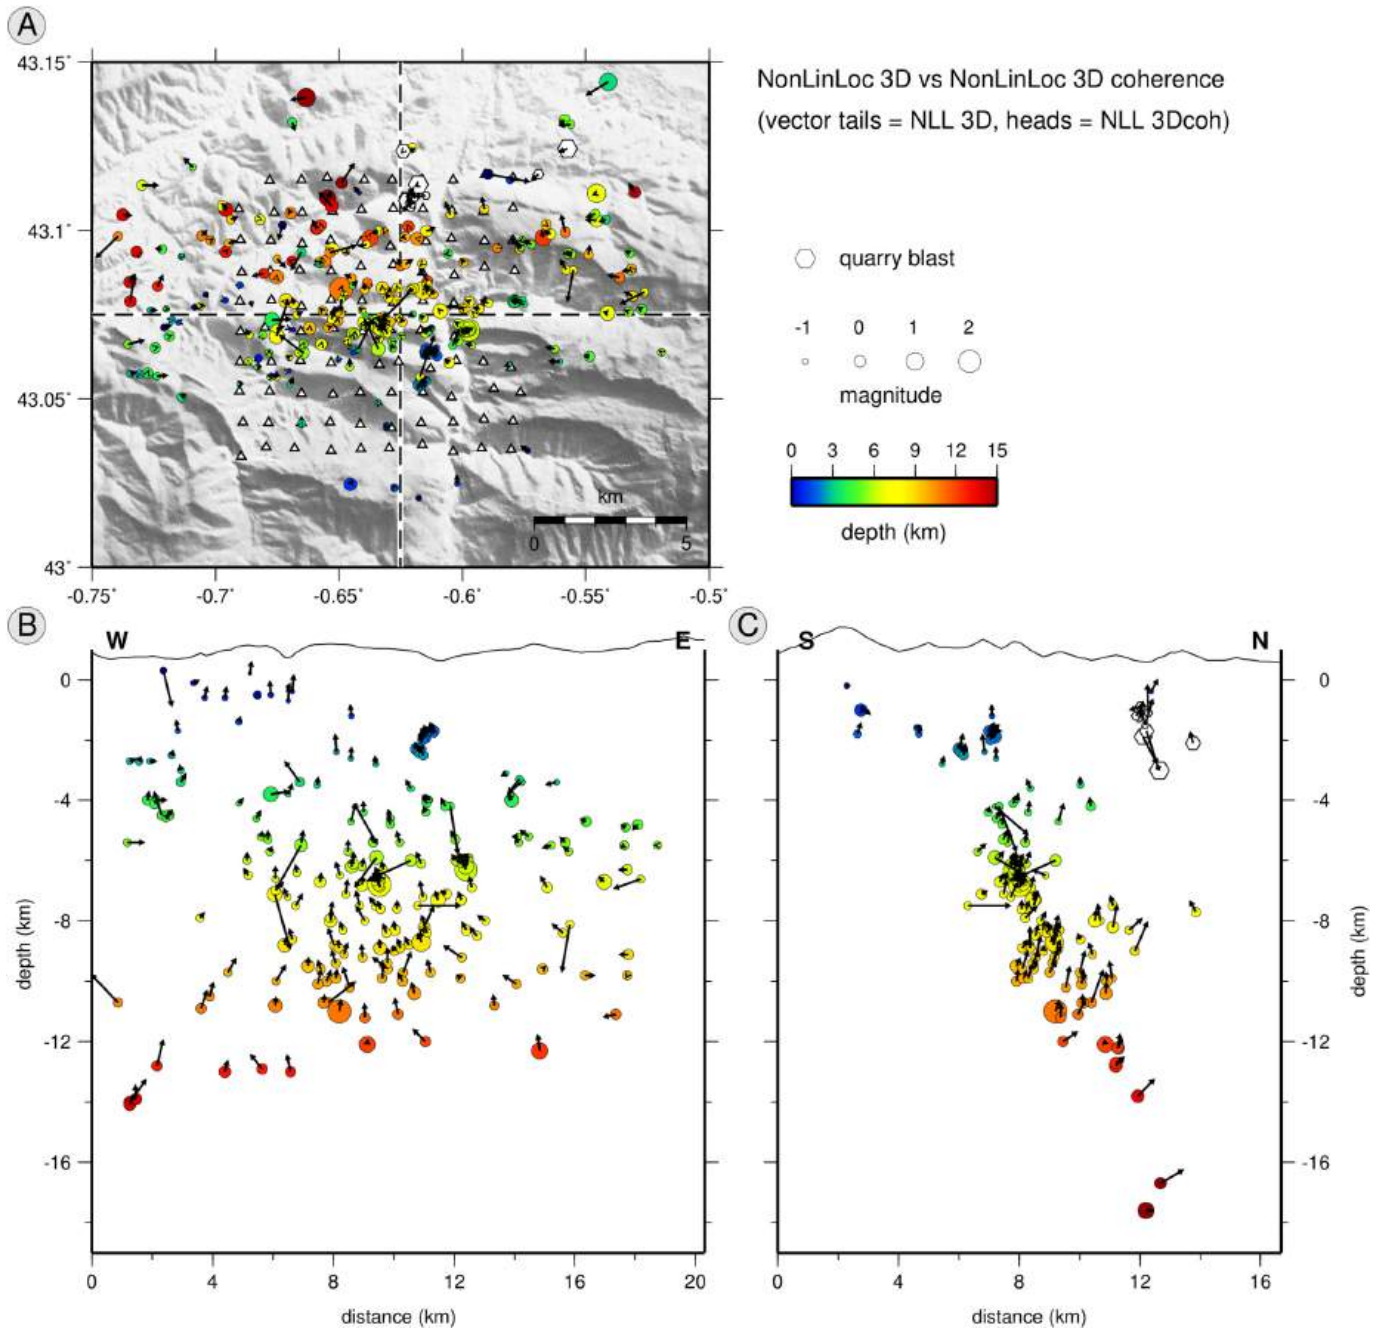 A
NonLinLoc 3D vs NonLinLoc 3D coherence
(vector tails = NLL 3D, heads = NLL 3Dcoh)
43.15°
43.1°
43.05°
43°
-0.75° -0.7° -0.65° -0.6° -0.55° -0.5°
km
0 5
quarry blast
-1 0 1 2
magnitude
0 3 6 9 12 15
depth (km)
B
W E
0
-4
-8
-12
-16
depth (km)
0 4 8 12 16 20
distance (km)
C
S N
0
-4
-8
-12
-16
depth (km)
0 4 8 12 16
distance (km)